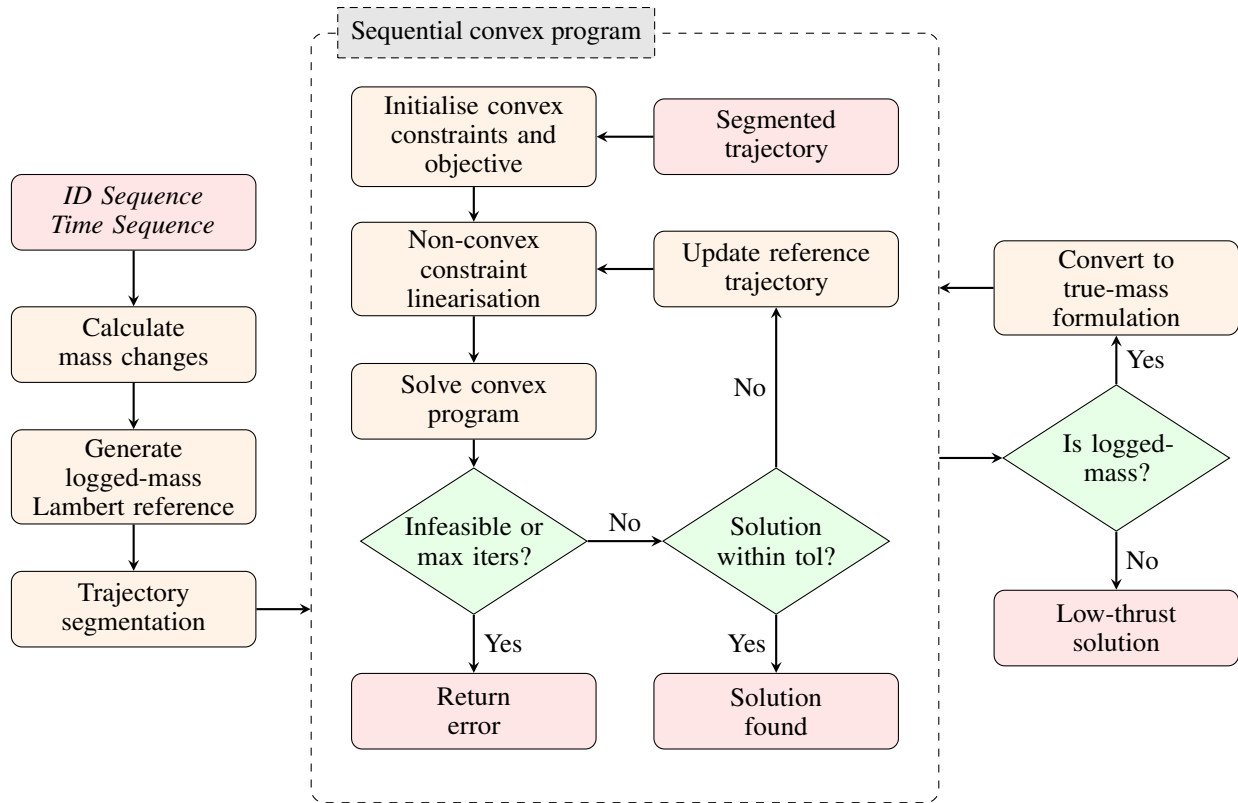 Sequential convex program
Initialise convex
constraints and
objective
Segmented
trajectory
ID Sequence
Time Sequence
Non-convex
constraint
linearisation
Update reference
trajectory
Convert to
true-mass
formulation
Calculate
mass changes
Solve convex
program
No
Yes
Generate
logged-mass
Lambert reference
Is logged-
mass?
Infeasible or
max iters?
No
Solution
within tol?
No
Trajectory
segmentation
Yes
Yes
Low-thrust
solution
Return
error
Solution
found